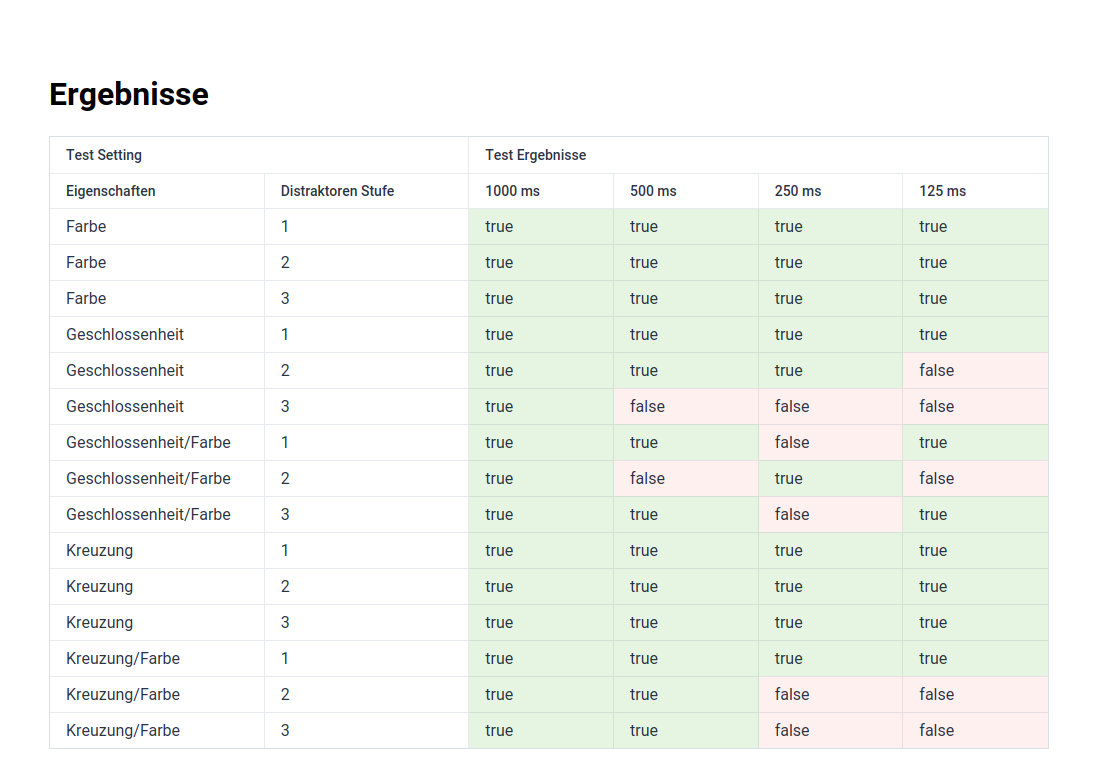 Ergebnisse
Test Setting Test Ergebnisse
Eigenschaften Distraktoren Stufe 1000 ms 500 ms 250 ms 125 ms
Farbe 1 true true true true
Farbe 2 true true true true
Farbe 3 true true true true
Geschlossenheit 1 true true true true
Geschlossenheit 2 true true true false
Geschlossenheit 3 true false false false
Geschlossenheit/Farbe 1 true true false true
Geschlossenheit/Farbe 2 true false true false
Geschlossenheit/Farbe 3 true true false true
Kreuzung 1 true true true true
Kreuzung 2 true true true true
Kreuzung 3 true true true true
Kreuzung/Farbe 1 true true true true
Kreuzung/Farbe 2 true true false false
Kreuzung/Farbe 3 true true false false